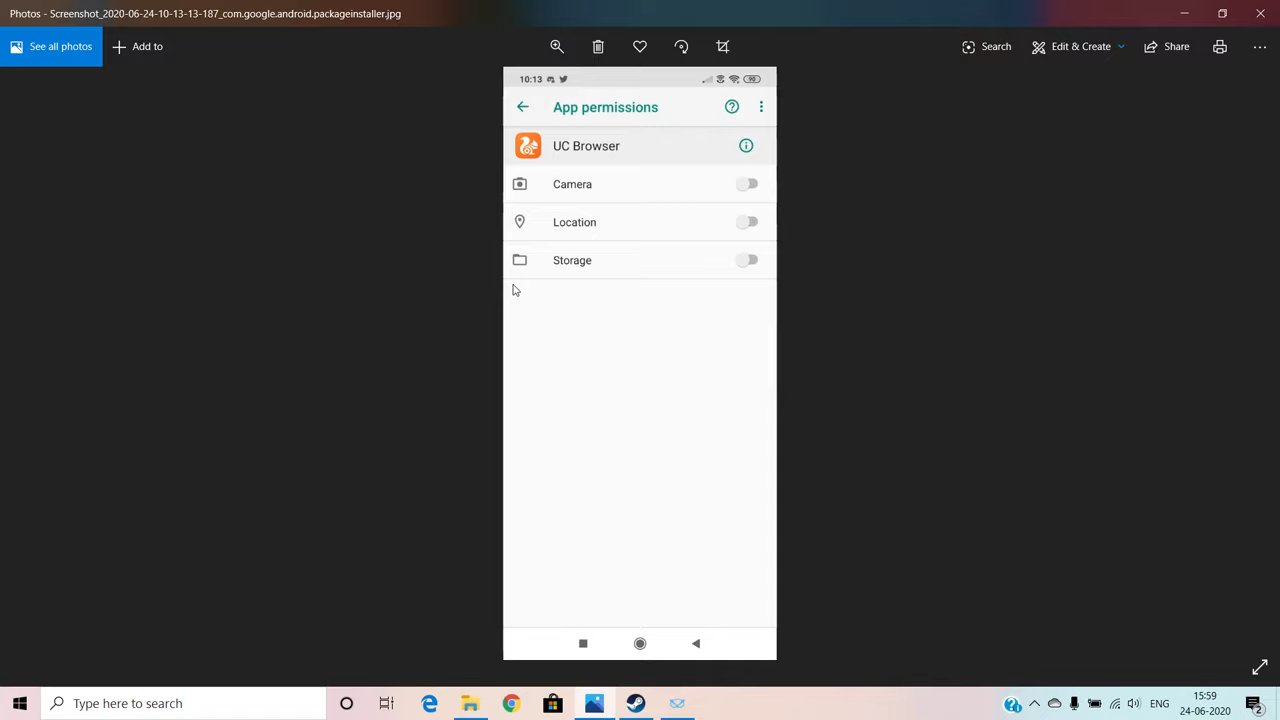 Photos - Screenshot_2020-06-24-10-13-13-187_com.google.android.packageinstaller.jpg
See all photos Add to Search Edit & Create Share
10:13 90
App permissions
UC Browser
Camera
Location
Storage
Type here to search
ENG
15:59
24-06-2020
2